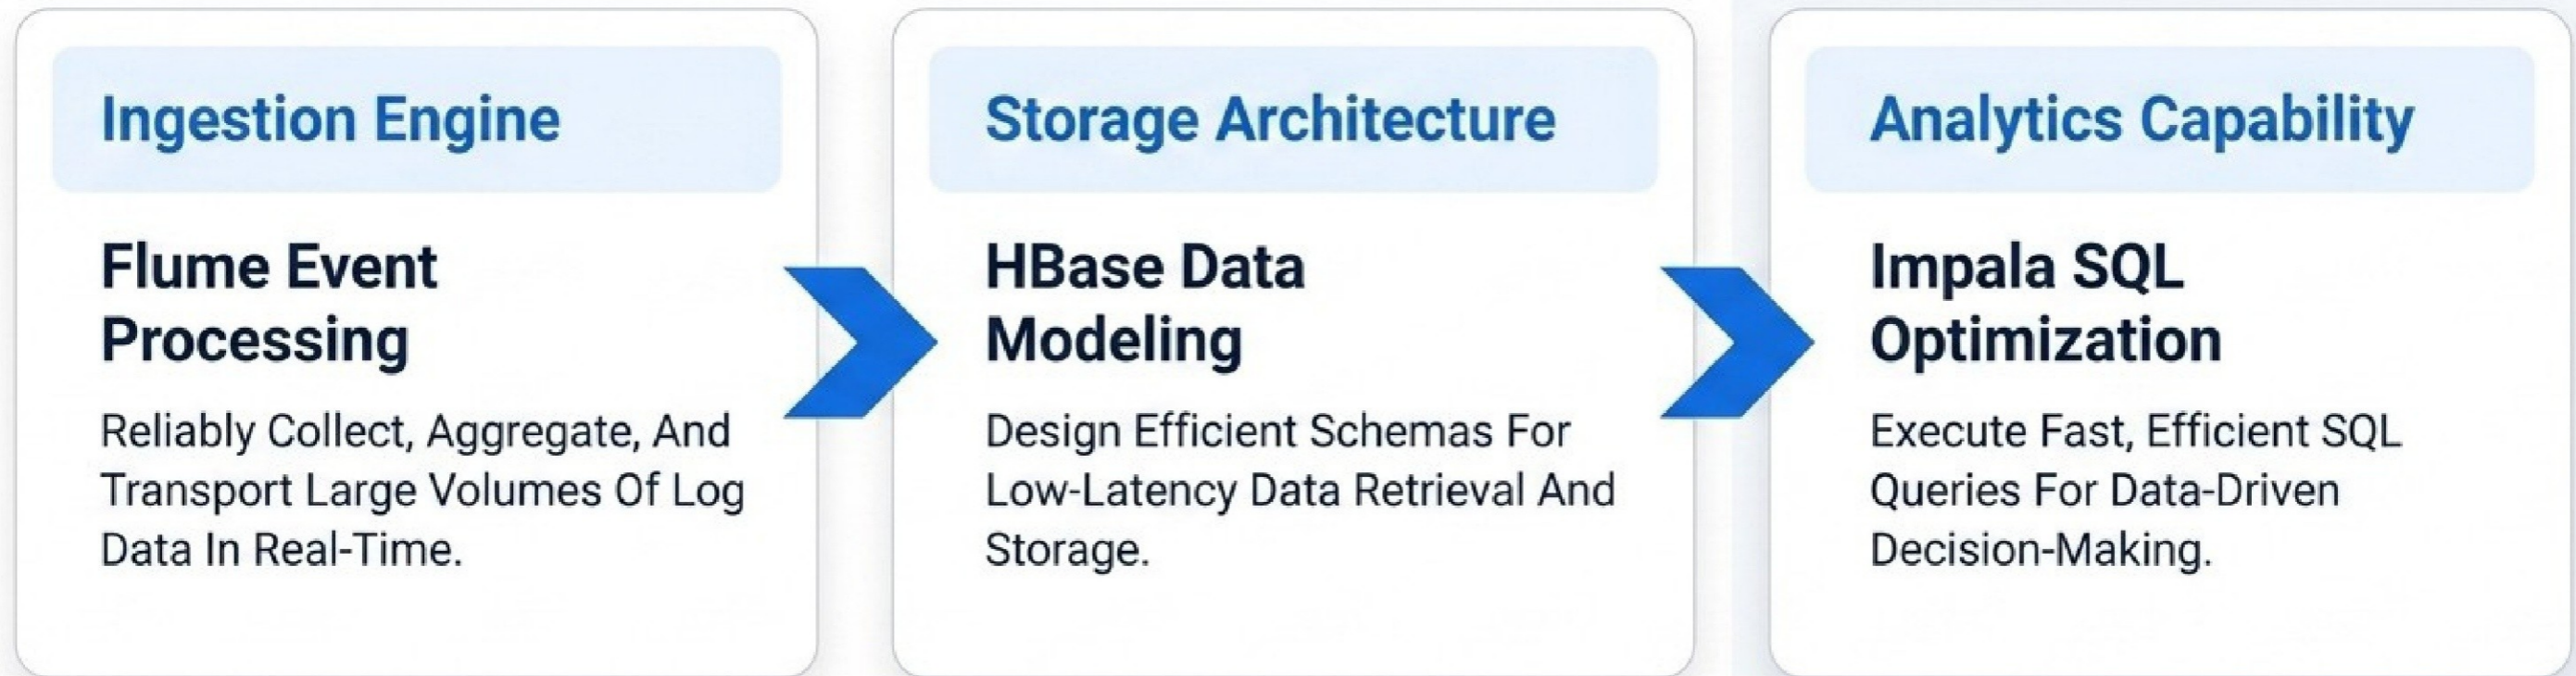 Ingestion Engine
Flume Event
Processing
Reliably Collect, Aggregate, And
Transport Large Volumes Of Log
Data In Real-Time.
Storage Architecture
HBase Data
Modeling
Design Efficient Schemas For
Low-Latency Data Retrieval And
Storage.
Analytics Capability
Impala SQL
Optimization
Execute Fast, Efficient SQL
Queries For Data-Driven
Decision-Making.